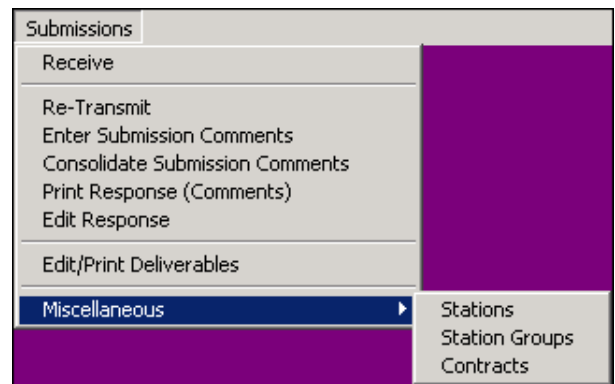 Submissions
Receive
Re-Transmit
Enter Submission Comments
Consolidate Submission Comments
Print Response (Comments)
Edit Response
Edit/Print Deliverables
Miscellaneous
Stations
Station Groups
Contracts